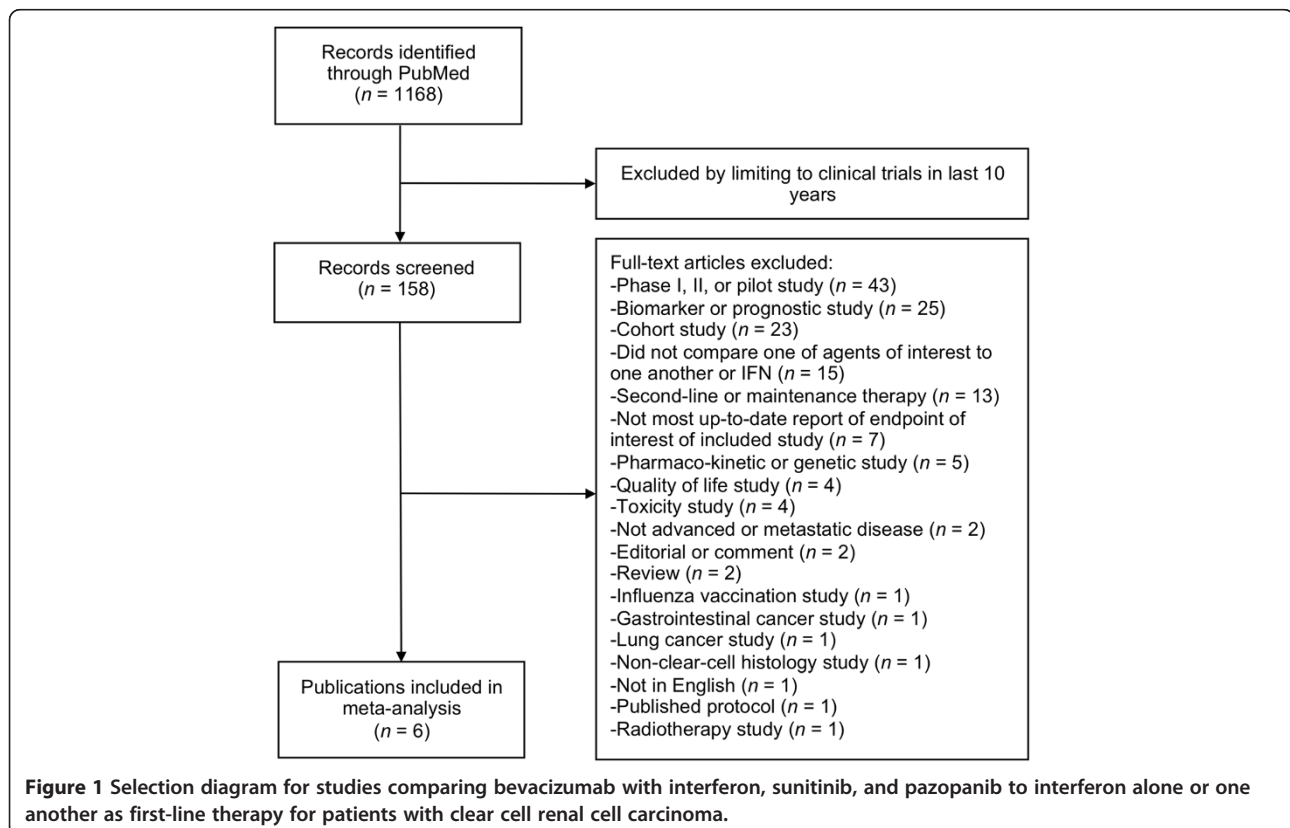 Records identified
through PubMed
(n = 1168)
Excluded by limiting to clinical trials in last 10
years
Records screened
(n = 158)
Full-text articles excluded:
-Phase I, II, or pilot study (n = 43)
-Biomarker or prognostic study (n = 25)
-Cohort study (n = 23)
-Did not compare one of agents of interest to
one another or IFN (n = 15)
-Second-line or maintenance therapy (n = 13)
-Not most up-to-date report of endpoint of
interest of included study (n = 7)
-Pharmaco-kinetic or genetic study (n = 5)
-Quality of life study (n = 4)
-Toxicity study (n = 4)
-Not advanced or metastatic disease (n = 2)
-Editorial or comment (n = 2)
-Review (n = 2)
-Influenza vaccination study (n = 1)
-Gastrointestinal cancer study (n = 1)
-Lung cancer study (n = 1)
-Non-clear-cell histology study (n = 1)
-Not in English (n = 1)
-Published protocol (n = 1)
-Radiotherapy study (n = 1)
Publications included in
meta-analysis
(n = 6)
Figure 1 Selection diagram for studies comparing bevacizumab with interferon, sunitinib, and pazopanib to interferon alone or one
another as first-line therapy for patients with clear cell renal cell carcinoma.